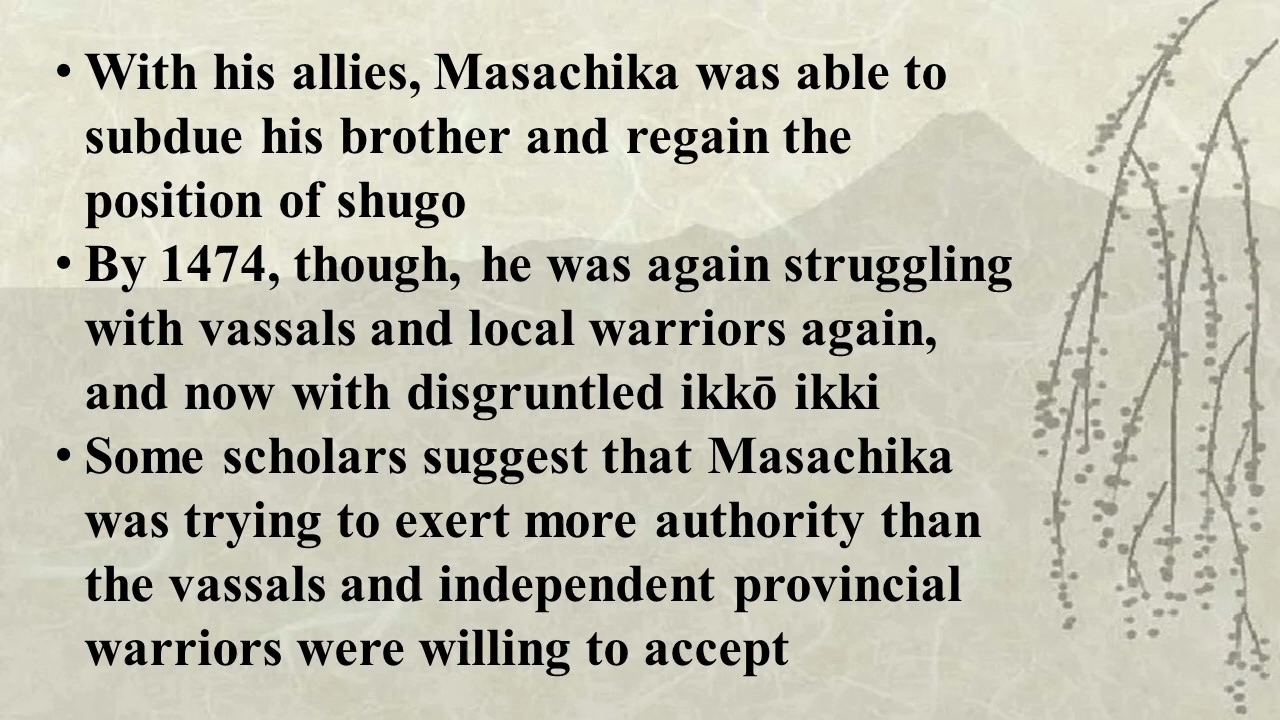 • With his allies, Masachika was able to
subdue his brother and regain the
position of shugo
• By 1474, though, he was again struggling
with vassals and local warriors again,
and now with disgruntled ikkō ikki
• Some scholars suggest that Masachika
was trying to exert more authority than
the vassals and independent provincial
warriors were willing to accept